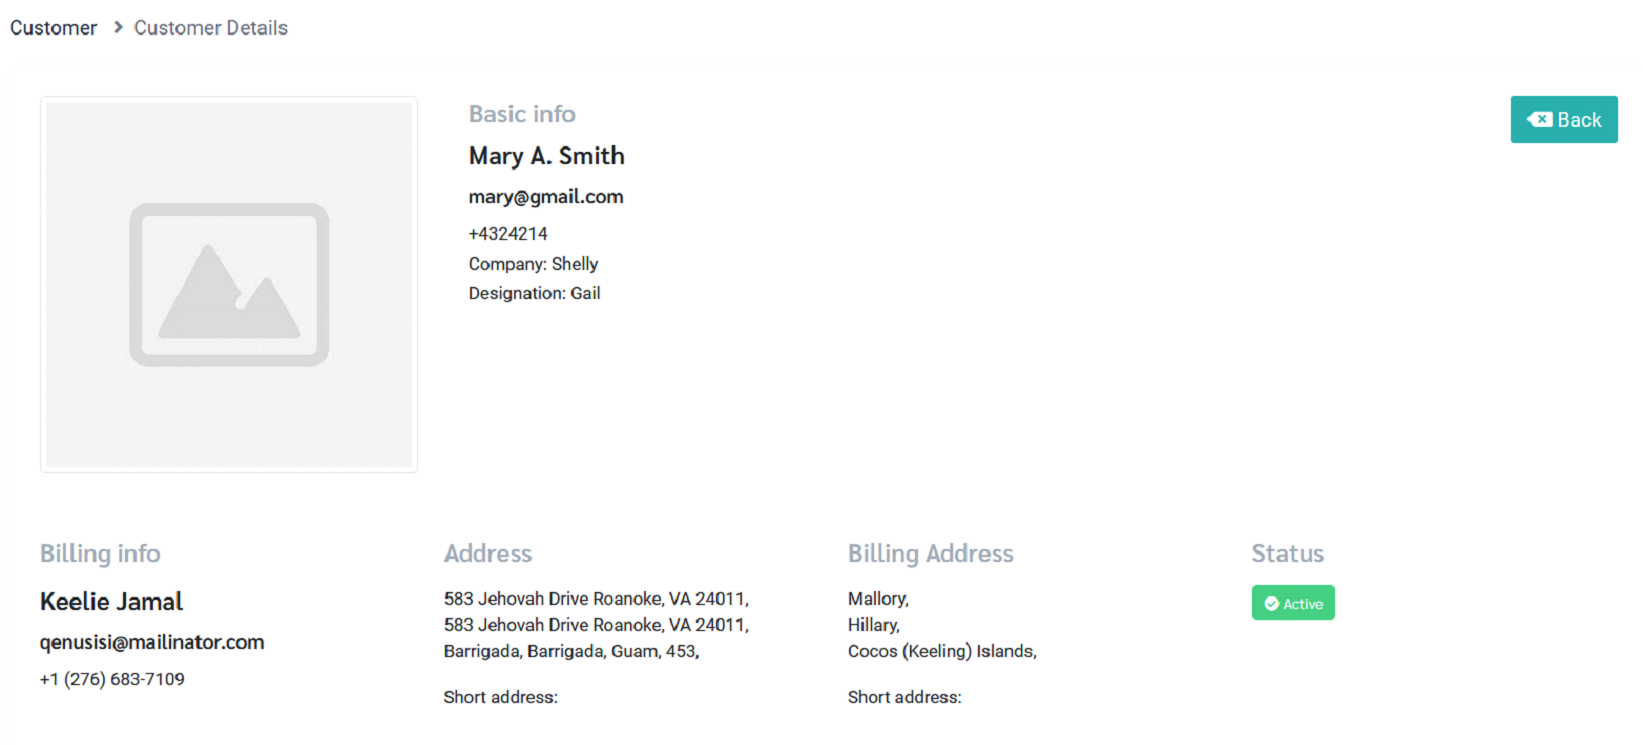 Customer > Customer Details
Basic info
Mary A. Smith
mary@gmail.com
+4324214
Company: Shelly
Designation: Gail
Back
Billing info
Keelie Jamal
qenusisi@mailinator.com
+1 (276) 683-7109
Address
583 Jehovah Drive Roanoke, VA 24011,
583 Jehovah Drive Roanoke, VA 24011,
Barrigada, Barrigada, Guam, 453,
Short address:
Billing Address
Mallory,
Hillary,
Cocos (Keeling) Islands,
Short address:
Status
Active